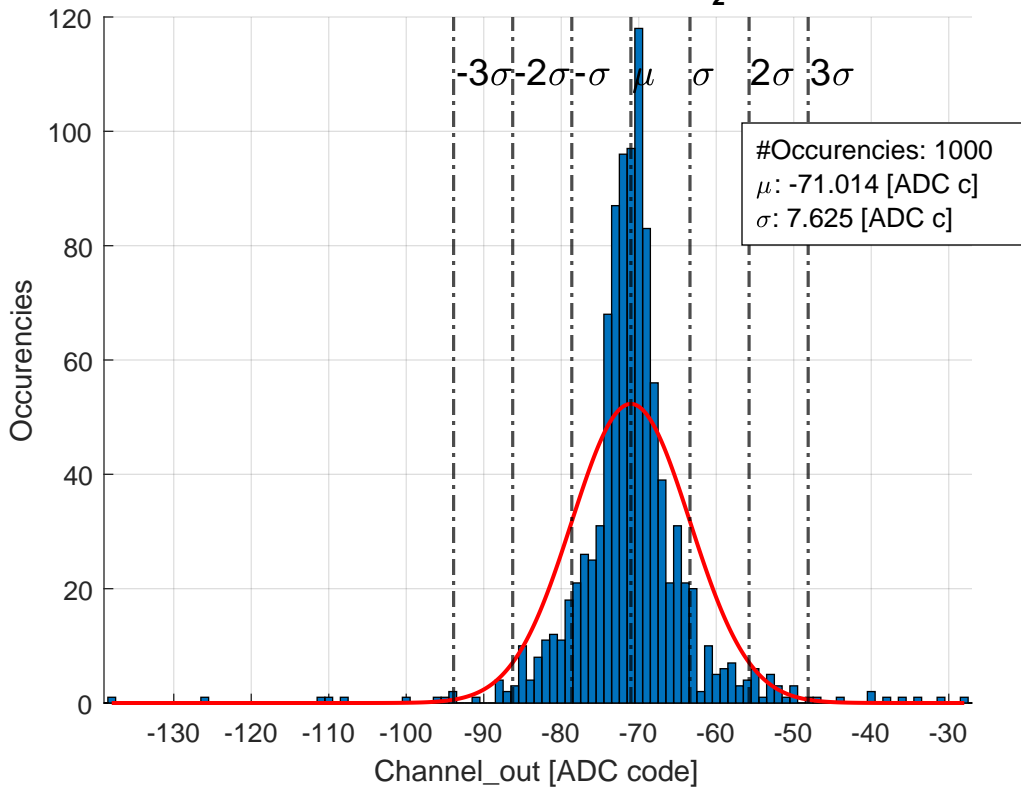 2
120
100
80
60
40
20
0
-3σ -2σ -σ μ σ 2σ 3σ
#Occurencies: 1000
μ: -71.014 [ADC c]
σ: 7.625 [ADC c]
Occurencies
-130 -120 -110 -100 -90 -80 -70 -60 -50 -40 -30
Channel_out [ADC code]